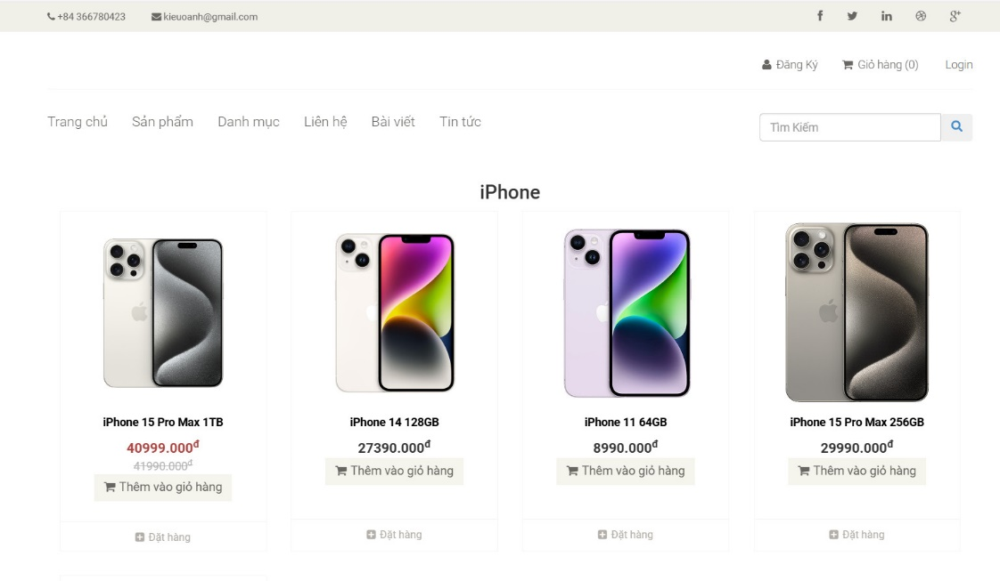 +84 366780423 kieuoanh@gmail.com
Đăng Ký Giỏ hàng (0) Login
Trang chủ Sản phẩm Danh mục Liên hệ Bài viết Tin tức
Tìm Kiếm
iPhone
iPhone 15 Pro Max 1TB
40999.000đ
41990.000đ
Thêm vào giỏ hàng
Đặt hàng
iPhone 14 128GB
27390.000đ
Thêm vào giỏ hàng
Đặt hàng
iPhone 11 64GB
8990.000đ
Thêm vào giỏ hàng
Đặt hàng
iPhone 15 Pro Max 256GB
29990.000đ
Thêm vào giỏ hàng
Đặt hàng